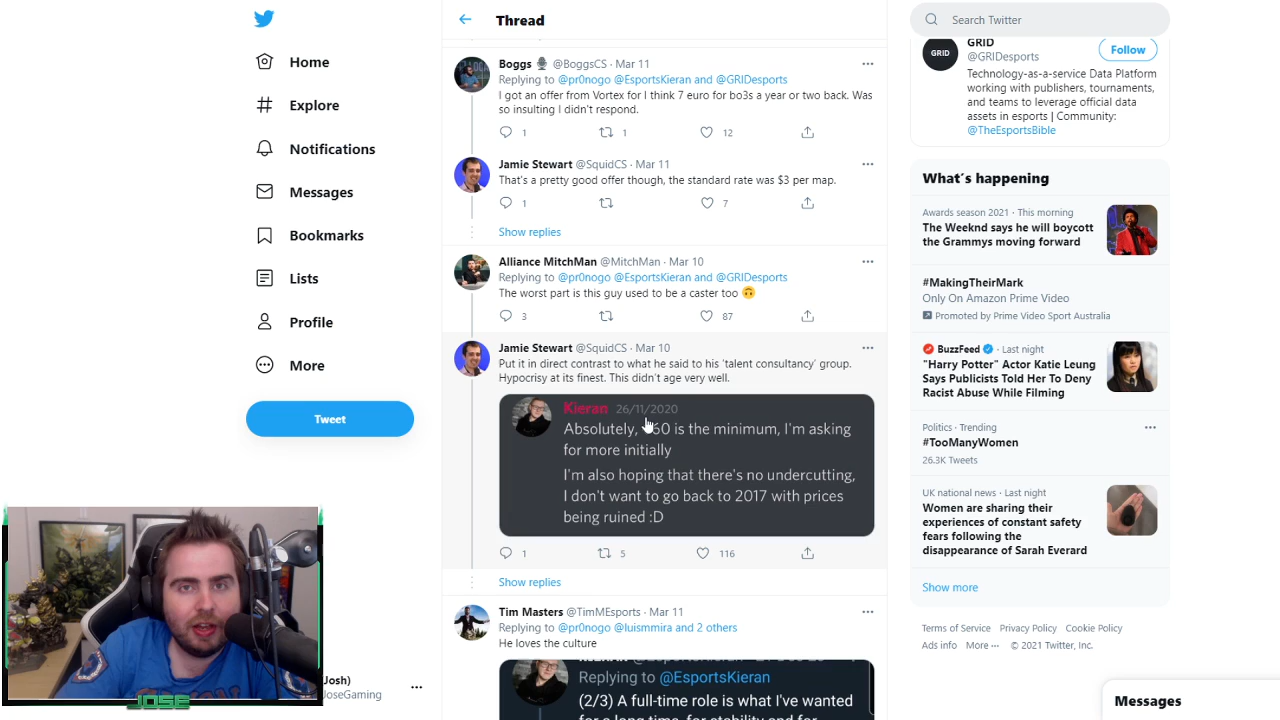 Home
Explore
Notifications
Messages
Bookmarks
Lists
Profile
More
Tweet
Josh)
JoseGaming
JOSE
Thread
Boggs @BoggsCS · Mar 11
Replying to @pr0nogo @EsportsKieran and @GRIDesports
I got an offer from Vortex for I think 7 euro for bo3s a year or two back. Was
so insulting I didn't respond.
1 1 12
Jamie Stewart @SquidCS · Mar 11
That's a pretty good offer though, the standard rate was $3 per map.
1 7
Show replies
Alliance MitchMan @MitchMan · Mar 10
Replying to @pr0nogo @EsportsKieran and @GRIDesports
The worst part is this guy used to be a caster too 🙃
3 87
Jamie Stewart @SquidCS · Mar 10
Put it in direct contrast to what he said to his 'talent consultancy' group.
Hypocrisy at its finest. This didn't age very well.
Kieran 26/11/2020
Absolutely, 60 is the minimum, I'm asking
for more initially
I'm also hoping that there's no undercutting,
I don't want to go back to 2017 with prices
being ruined :D
1 5 116
Show replies
Tim Masters @TimMEsports · Mar 11
Replying to @pr0nogo @luismmira and 2 others
He loves the culture
Replying to @EsportsKieran
(2/3) A full-time role is what I've wanted
Search Twitter
GRID
GRID
@GRIDesports
Follow
Technology-as-a-service Data Platform
working with publishers, tournaments,
and teams to leverage official data
assets in esports | Community:
@TheEsportsBible
What's happening
Awards season 2021 · This morning
The Weeknd says he will boycott
the Grammys moving forward
#MakingTheirMark
Only On Amazon Prime Video
Promoted by Prime Video Sport Australia
BuzzFeed · Last night
"Harry Potter" Actor Katie Leung
Says Publicists Told Her To Deny
Racist Abuse While Filming
Politics · Trending
#TooManyWomen
26.3K Tweets
UK national news · Last night
Women are sharing their
experiences of constant safety
fears following the
disappearance of Sarah Everard
Show more
Terms of Service Privacy Policy Cookie Policy
Ads info More ··· © 2021 Twitter, Inc.
Messages